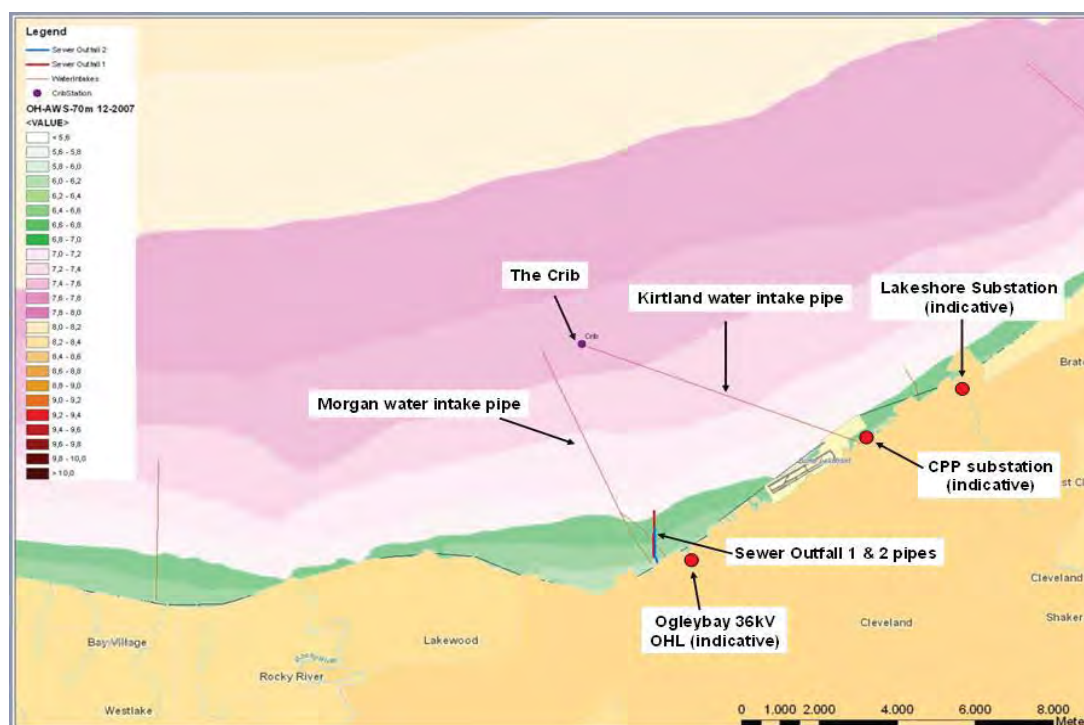 Legend
Sewer Outfall 2
Sewer Outfall 1
WaterIntakes
CribStation
OH-AWS-70m 12-2007
<VALUE>
< 5,6
5,6 - 5,8
5,8 - 6,0
6,0 - 6,2
6,2 - 6,4
6,4 - 6,6
6,6 - 6,8
6,8 - 7,0
7,0 - 7,2
7,2 - 7,4
7,4 - 7,6
7,6 - 7,8
7,8 - 8,0
8,0 - 8,2
8,2 - 8,4
8,4 - 8,6
8,6 - 8,8
8,8 - 9,0
9,0 - 9,2
9,2 - 9,4
9,4 - 9,6
9,6 - 9,8
9,8 - 10,0
> 10,0
The Crib
Crib
Kirtland water intake pipe
Lakeshore Substation
(indicative)
Brate
Morgan water intake pipe
CPP substation
(indicative)
st Cl
Sewer Outfall 1 & 2 pipes
Cleveland
Shaker
Ogleybay 36kV
OHL (indicative)
Cleveland
Lakewood
Bay Village
Rocky River
Westlake
0 1.000 2.000 4.000 6.000 8.000
Mete